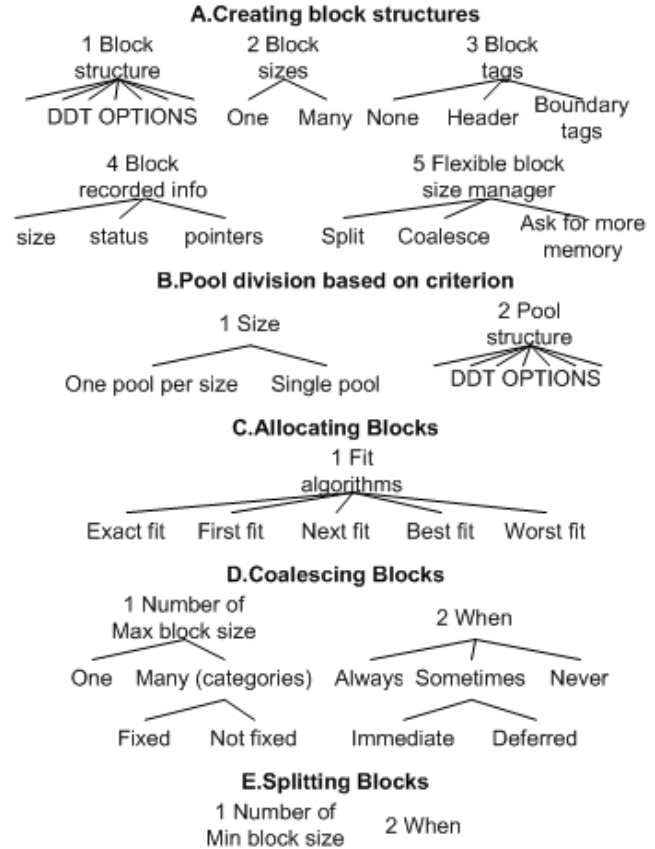 A.Creating block structures
1 Block
structure
DDT OPTIONS
2 Block
sizes
One Many
3 Block
tags
None Header Boundary
tags
4 Block
recorded info
size status pointers
5 Flexible block
size manager
Split Coalesce Ask for more
memory
B.Pool division based on criterion
1 Size
One pool per size Single pool
2 Pool
structure
DDT OPTIONS
C.Allocating Blocks
1 Fit
algorithms
Exact fit First fit Next fit Best fit Worst fit
D.Coalescing Blocks
1 Number of
Max block size
One Many (categories)
Fixed Not fixed
2 When
Always Sometimes Never
Immediate Deferred
E.Splitting Blocks
1 Number of
Min block size
2 When